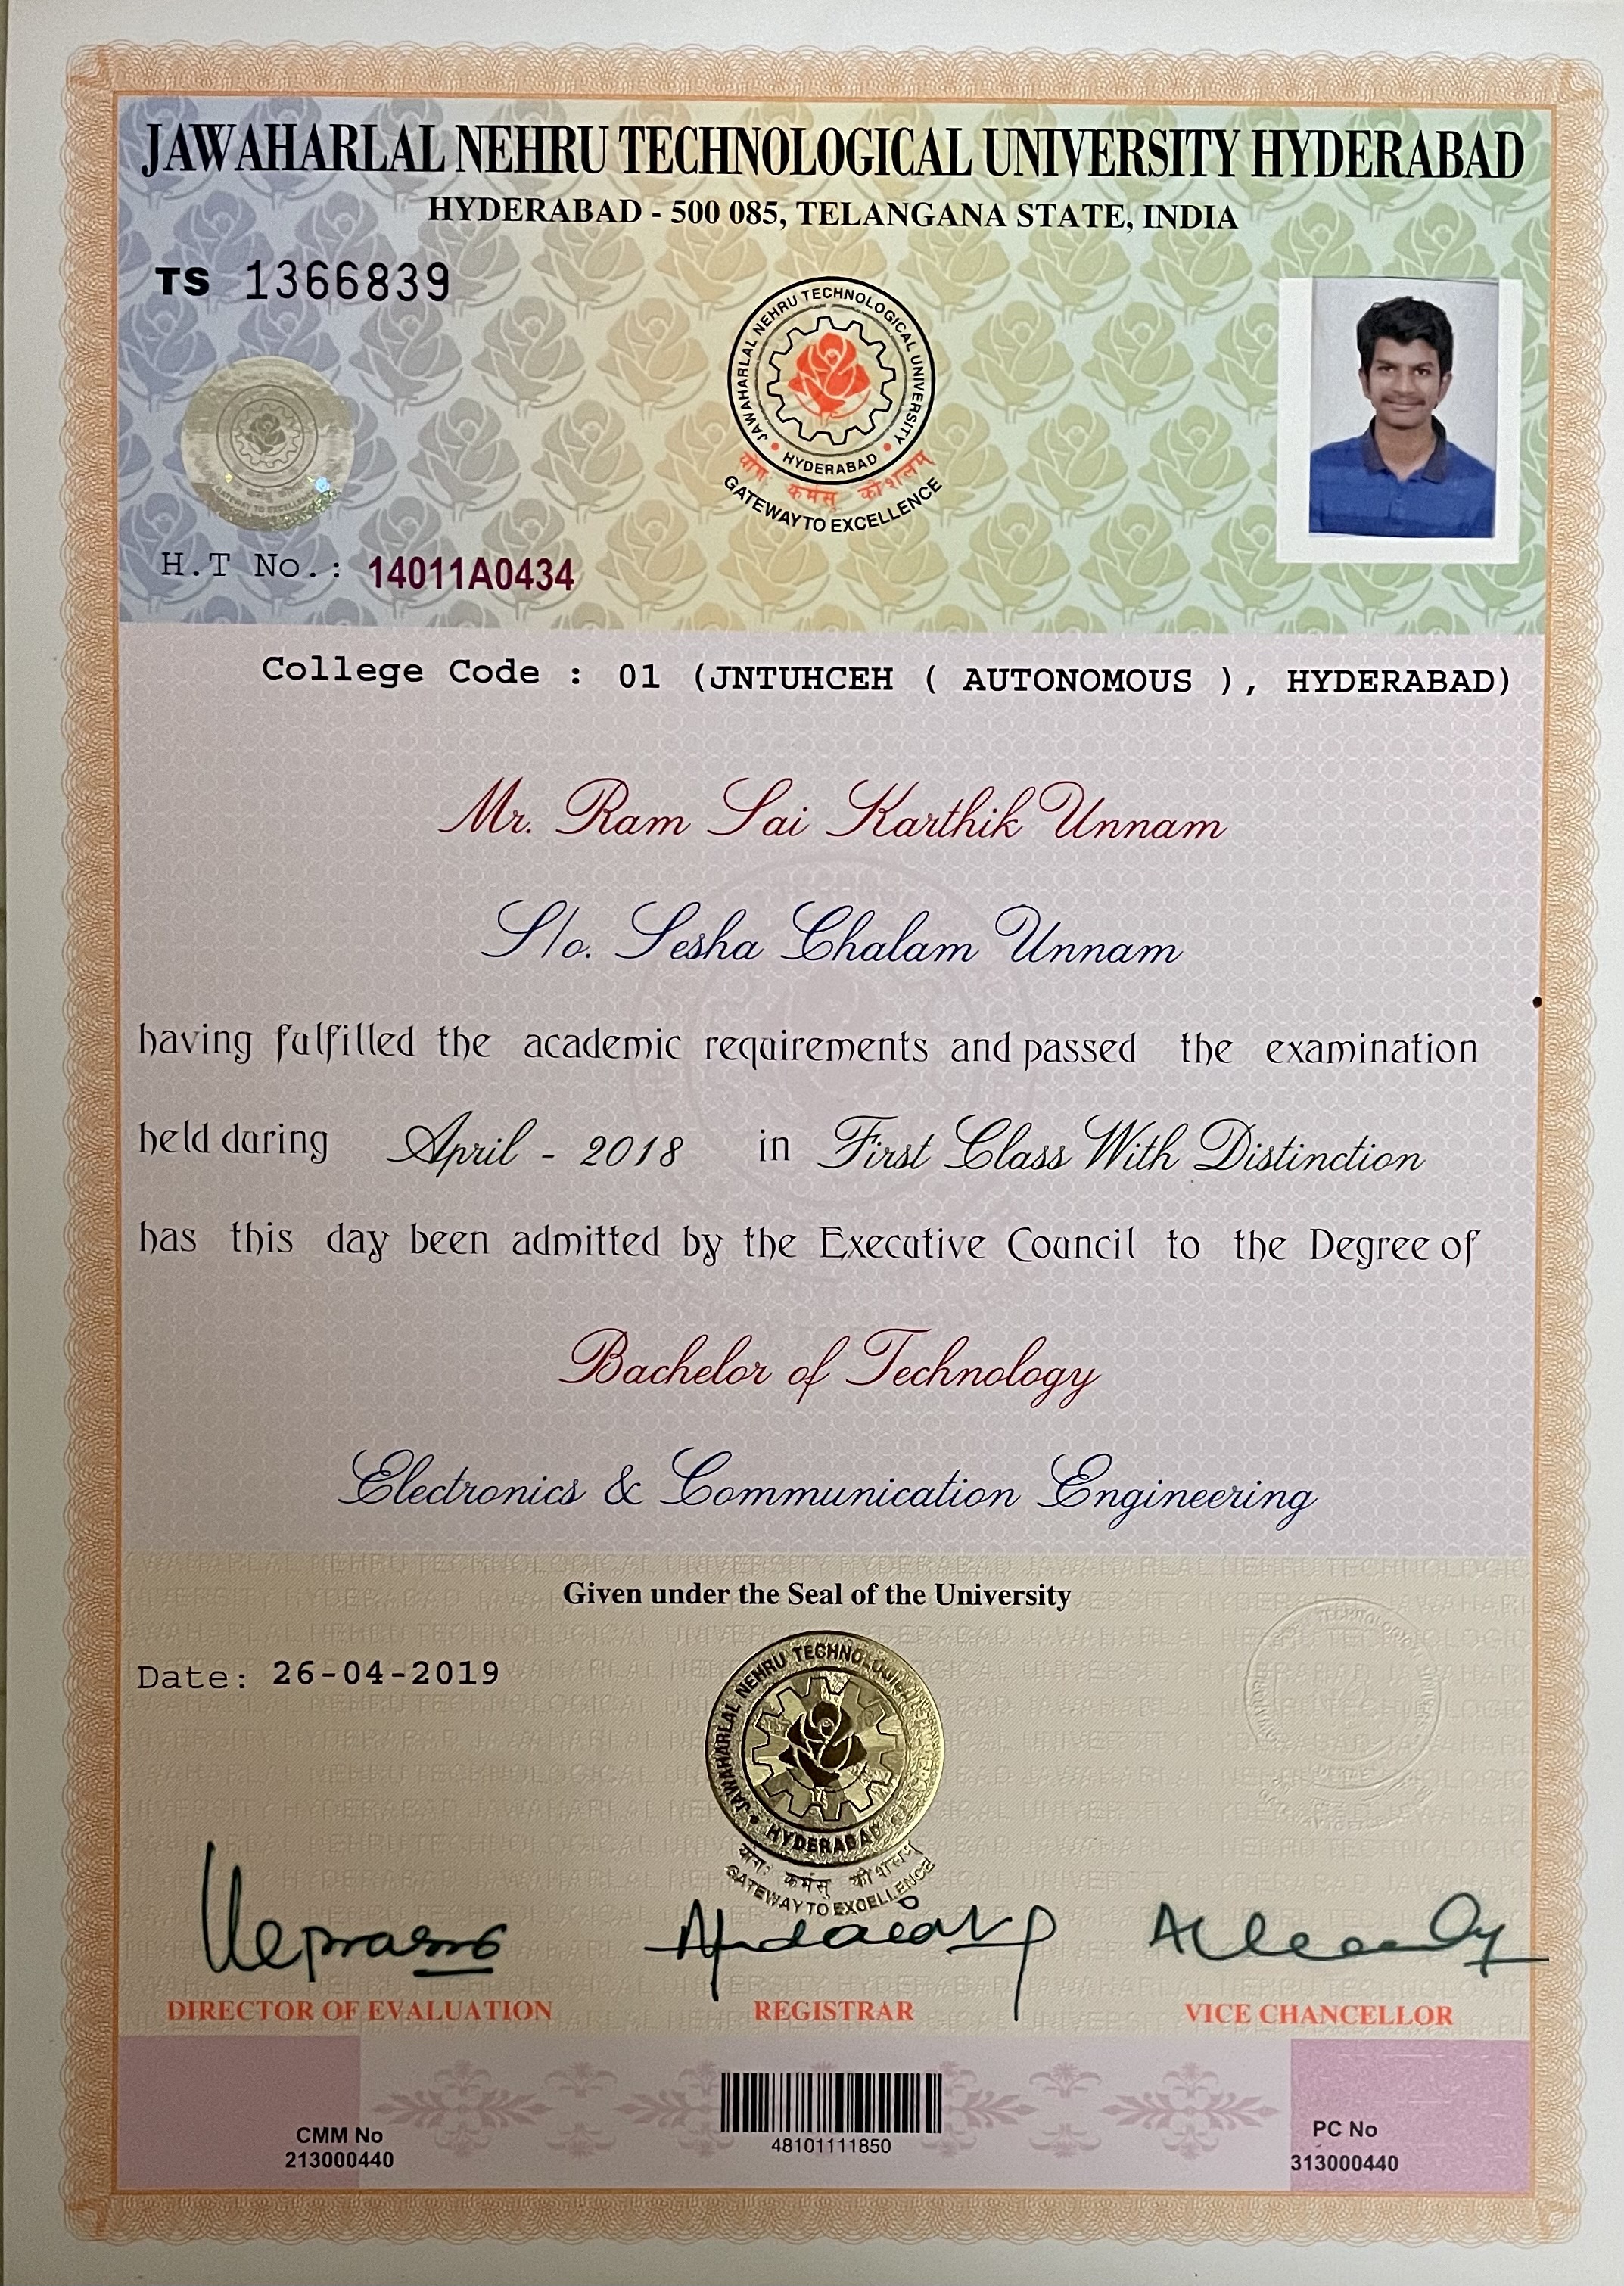 JAWAHARLAL NEHRU TECHNOLOGICAL UNIVERSITY HYDERABAD
HYDERABAD - 500 085, TELANGANA STATE, INDIA
TS 1366839
JAWAHARLAL NEHRU TECHNOLOGICAL UNIVERSITY
HYDERABAD
योगः कर्मसु कौशलम्
GATEWAY TO EXCELLENCE
H.T No.: 14011A0434
College Code : 01 (JNTUHCEH ( AUTONOMOUS ), HYDERABAD)
Mr. Ram Sai Karthik Unnam
S/o. Sesha Chalam Unnam
having fulfilled the academic requirements and passed the examination
held during April - 2018 in First Class With Distinction
has this day been admitted by the Executive Council to the Degree of
Bachelor of Technology
Electronics & Communication Engineering
Given under the Seal of the University
Date: 26-04-2019
JAWAHARLAL NEHRU TECHNOLOGICAL UNIVERSITY
HYDERABAD
योगः कर्मसु कौशलम्
GATEWAY TO EXCELLENCE
DIRECTOR OF EVALUATION REGISTRAR VICE CHANCELLOR
CMM No
213000440
48101111850
PC No
313000440